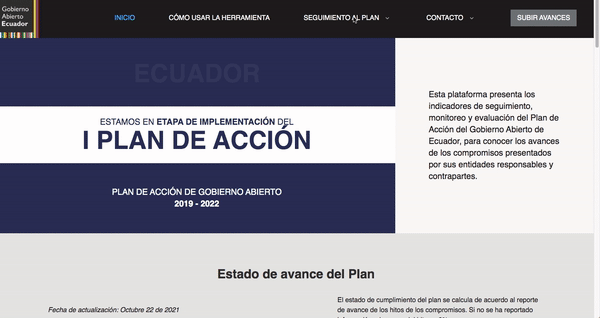 Gobierno
Abierto
Ecuador
INICIO
CÓMO USAR LA HERRAMIENTA
SEGUIMIENTO AL PLAN
CONTACTO
SUBIR AVANCES
ECUADOR
ESTAMOS EN ETAPA DE IMPLEMENTACIÓN DEL
I PLAN DE ACCIÓN
PLAN DE ACCIÓN DE GOBIERNO ABIERTO
2019 - 2022
Esta plataforma presenta los
indicadores de seguimiento,
monitoreo y evaluación del Plan de
Acción del Gobierno Abierto de
Ecuador, para conocer los avances
de los compromisos presentados
por sus entidades responsables y
contrapartes.
Estado de avance del Plan
Fecha de actualización: Octubre 22 de 2021
El estado de cumplimiento del plan se calcula de acuerdo al reporte
de avance de los hitos de los compromisos. Si no se ha reportado